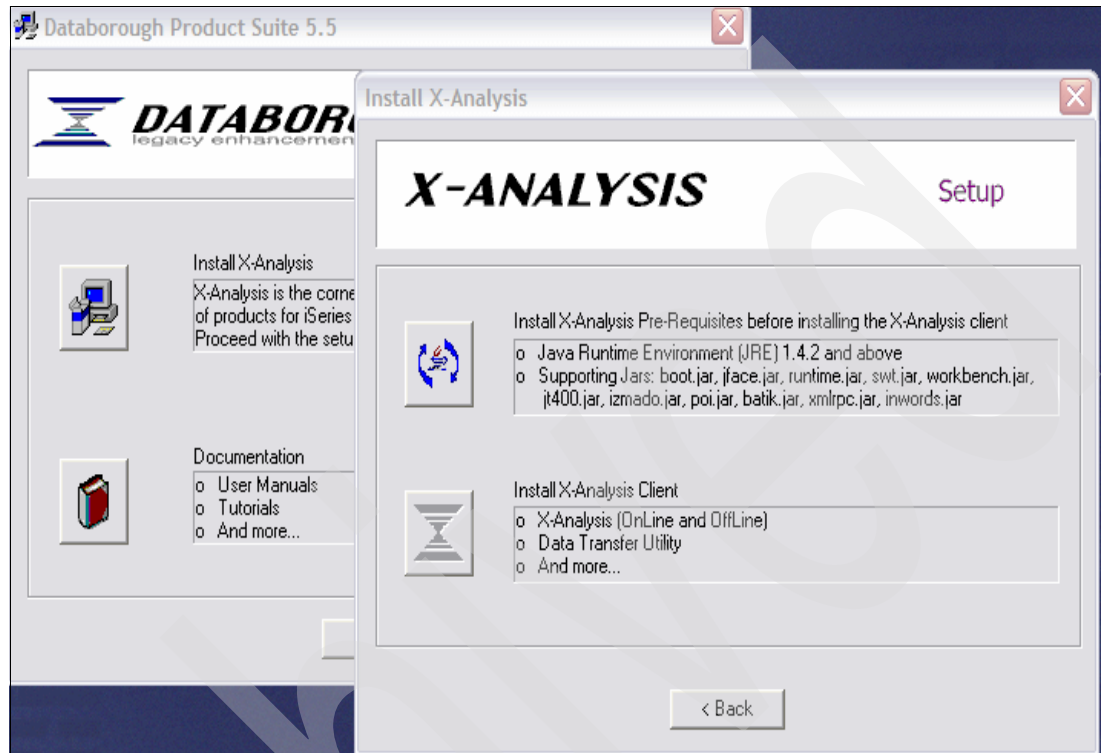 Databorough Product Suite 5.5
DATABOR
legacy enhancemen
Install X-Analysis
X-Analysis is the corne
of products for iSeries
Proceed with the setu
Documentation
o User Manuals
o Tutorials
o And more...
Install X-Analysis
X-ANALYSIS
Setup
Install X-Analysis Pre-Requisites before installing the X-Analysis client
o Java Runtime Environment (JRE) 1.4.2 and above
o Supporting Jars: boot.jar, jface.jar, runtime.jar, swt.jar, workbench.jar,
jt400.jar, izmado.jar, poi.jar, batik.jar, xmlrpc.jar, inwords.jar
Install X-Analysis Client
o X-Analysis (OnLine and OffLine)
o Data Transfer Utility
o And more...
< Back